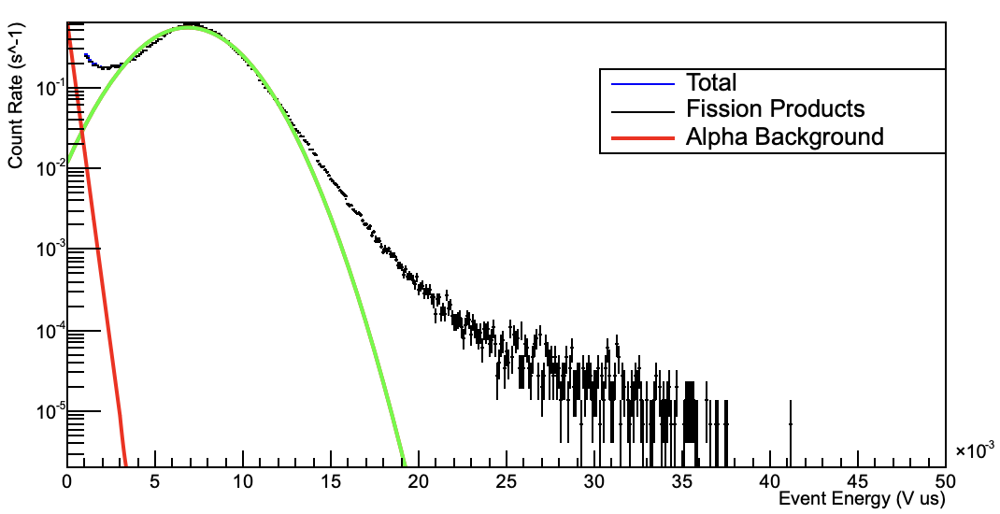 Count Rate (s^-1)
10^-1
10^-2
10^-3
10^-4
10^-5
Total
Fission Products
Alpha Background
0 5 10 15 20 25 30 35 40 45 50
×10^-3
Event Energy (V us)